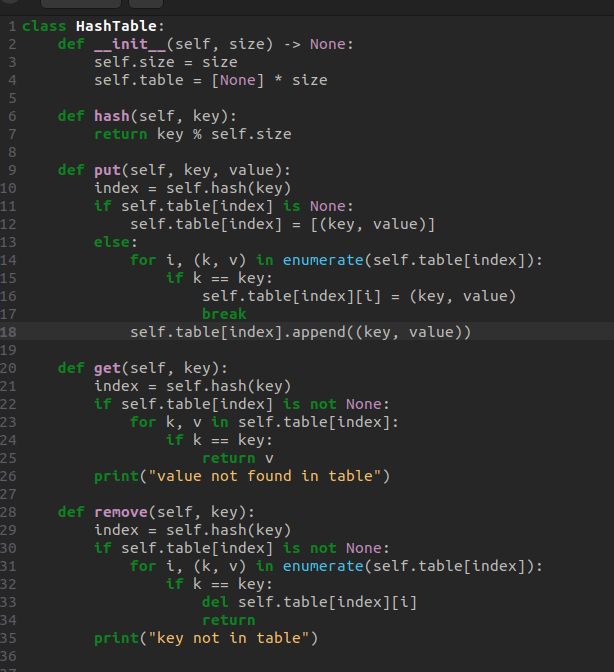 1 class HashTable:
2     def __init__(self, size) -> None:
3         self.size = size
4         self.table = [None] * size
5
6     def hash(self, key):
7         return key % self.size
8
9     def put(self, key, value):
10         index = self.hash(key)
11         if self.table[index] is None:
12             self.table[index] = [(key, value)]
13         else:
14             for i, (k, v) in enumerate(self.table[index]):
15                 if k == key:
16                     self.table[index][i] = (key, value)
17                     break
18             self.table[index].append((key, value))
19
20     def get(self, key):
21         index = self.hash(key)
22         if self.table[index] is not None:
23             for k, v in self.table[index]:
24                 if k == key:
25                     return v
26         print("value not found in table")
27
28     def remove(self, key):
29         index = self.hash(key)
30         if self.table[index] is not None:
31             for i, (k, v) in enumerate(self.table[index]):
32                 if k == key:
33                     del self.table[index][i]
34                     return
35         print("key not in table")
36